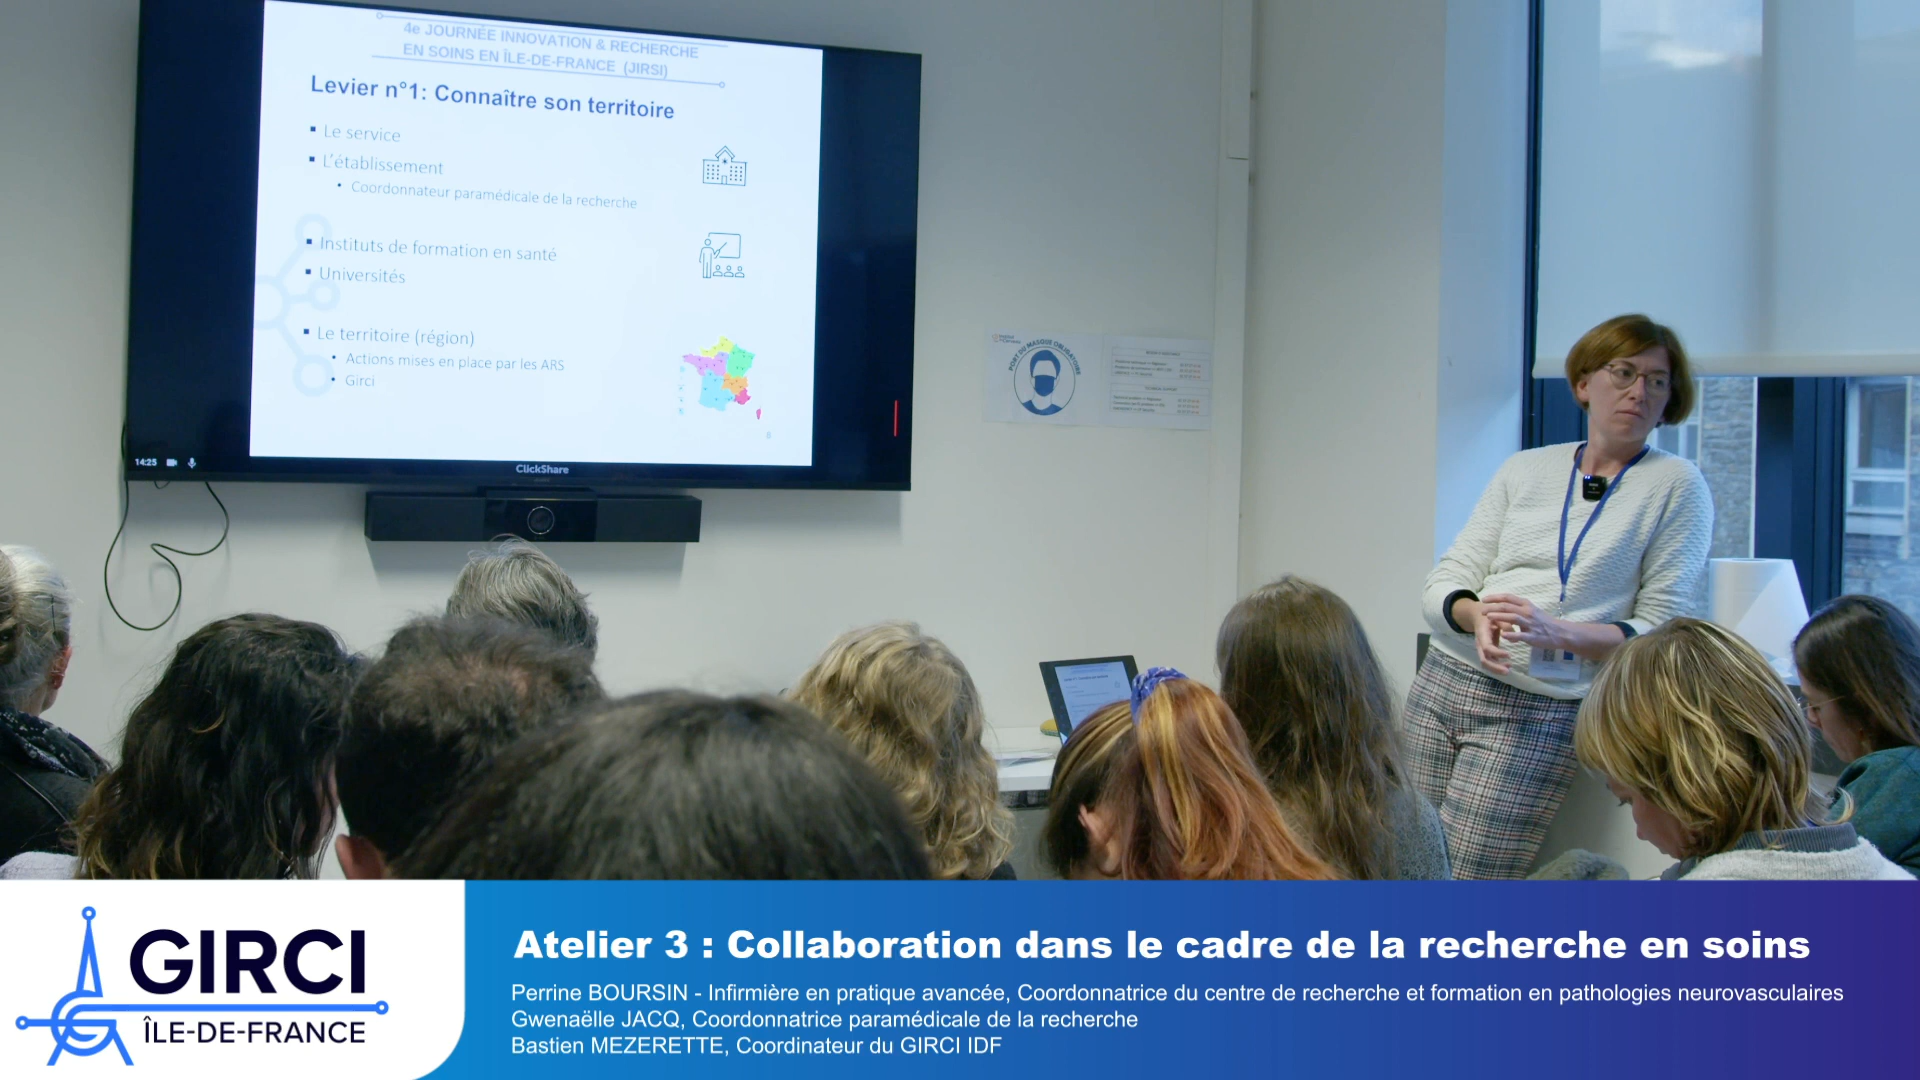 4e JOURNÉE INNOVATION & RECHERCHE
EN SOINS EN ÎLE-DE-FRANCE (JIRSI)
Levier n°1: Connaître son territoire
▪ Le service
▪ L'établissement
• Coordonnateur paramédicale de la recherche
▪ Instituts de formation en santé
▪ Universités
▪ Le territoire (région)
• Actions mises en place par les ARS
• Girci
14:25
ClickShare
PORT DU MASQUE OBLIGATOIRE
GIRCI
ÎLE-DE-FRANCE
Atelier 3 : Collaboration dans le cadre de la recherche en soins
Perrine BOURSIN - Infirmière en pratique avancée, Coordonnatrice du centre de recherche et formation en pathologies neurovasculaires
Gwenaëlle JACQ, Coordonnatrice paramédicale de la recherche
Bastien MEZERETTE, Coordinateur du GIRCI IDF